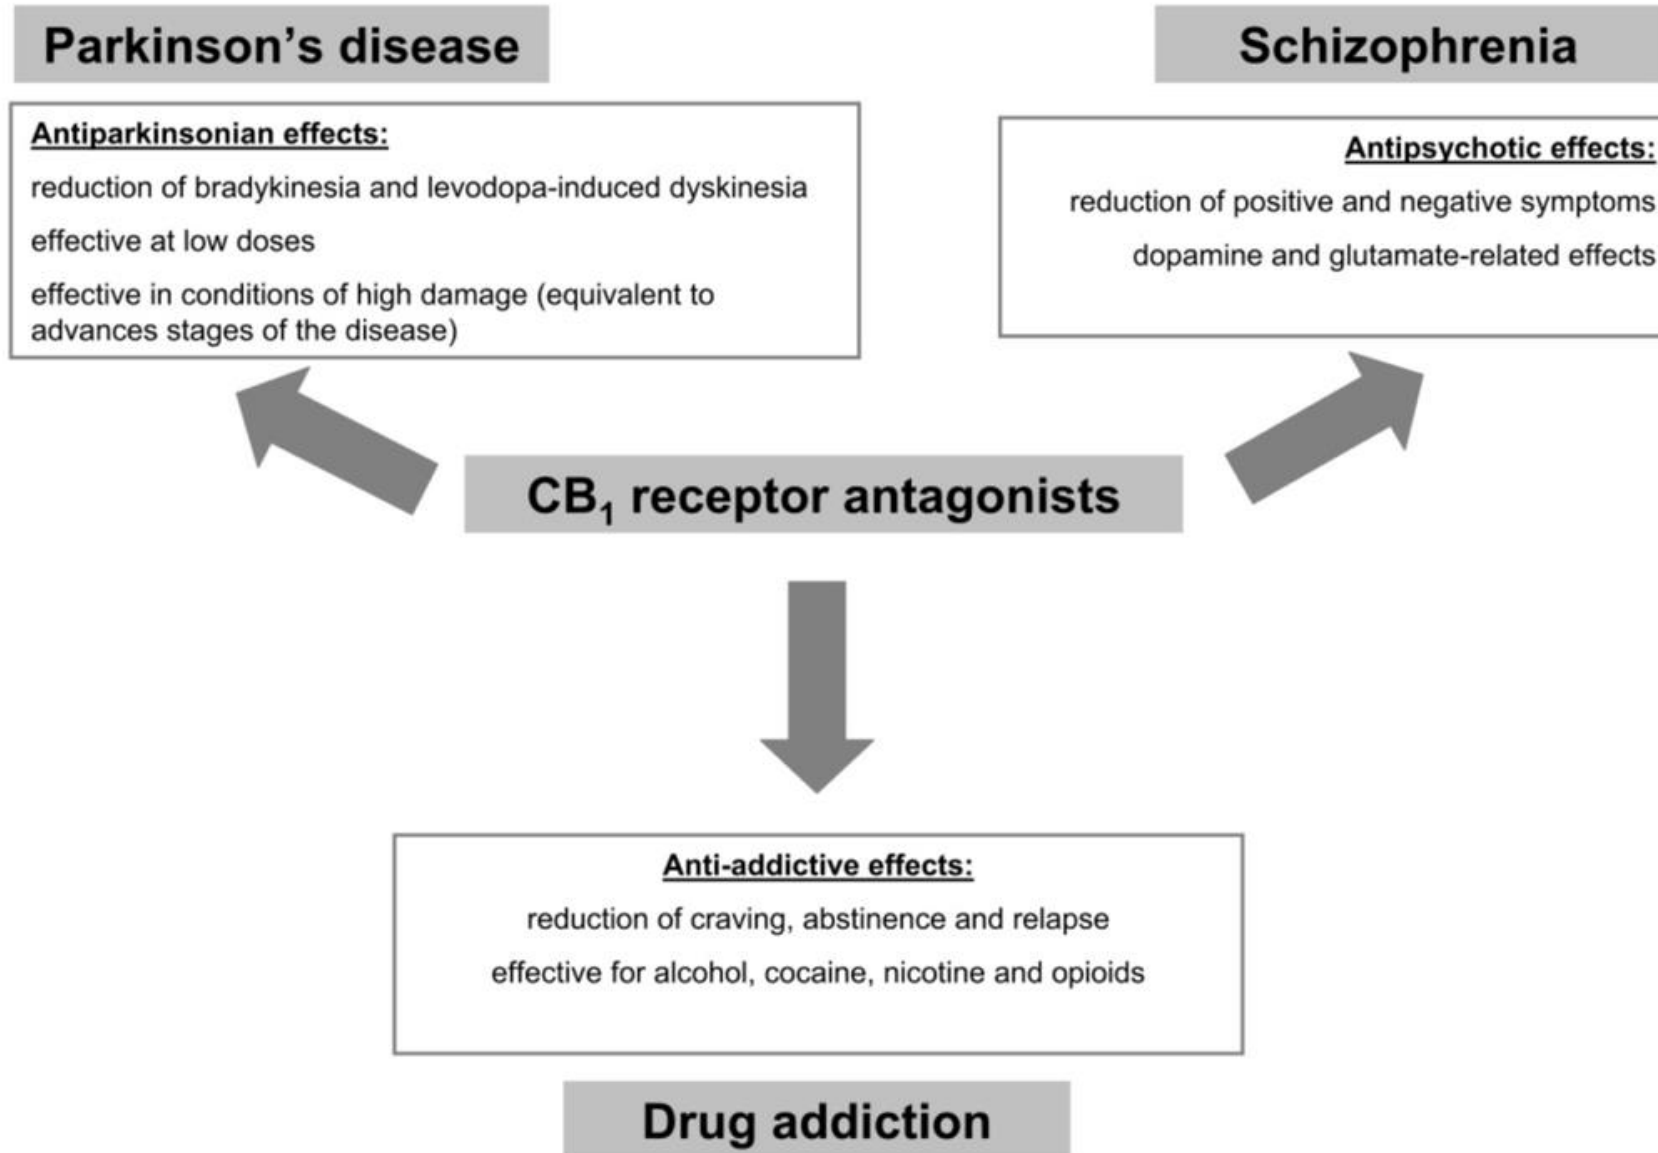 Parkinson's disease
Antiparkinsonian effects:
reduction of bradykinesia and levodopa-induced dyskinesia
effective at low doses
effective in conditions of high damage (equivalent to
advances stages of the disease)
Schizophrenia
Antipsychotic effects:
reduction of positive and negative symptoms
dopamine and glutamate-related effects
CB₁ receptor antagonists
Anti-addictive effects:
reduction of craving, abstinence and relapse
effective for alcohol, cocaine, nicotine and opioids
Drug addiction